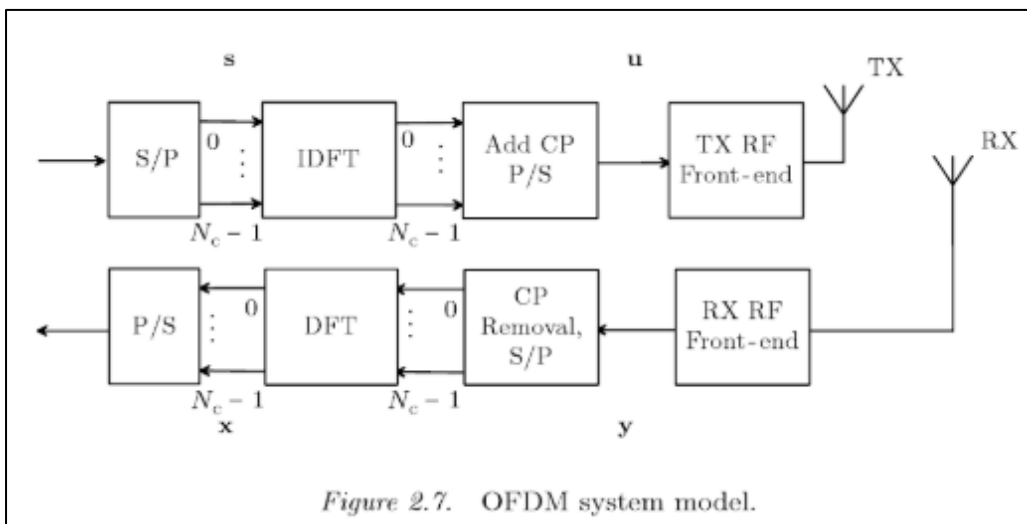 s
u
TX
RX
S/P
0
⋮
N_c − 1
IDFT
0
⋮
N_c − 1
Add CP
P/S
TX RF
Front-end
P/S
0
⋮
N_c − 1
DFT
0
⋮
N_c − 1
CP
Removal,
S/P
RX RF
Front-end
x
y
Figure 2.7. OFDM system model.